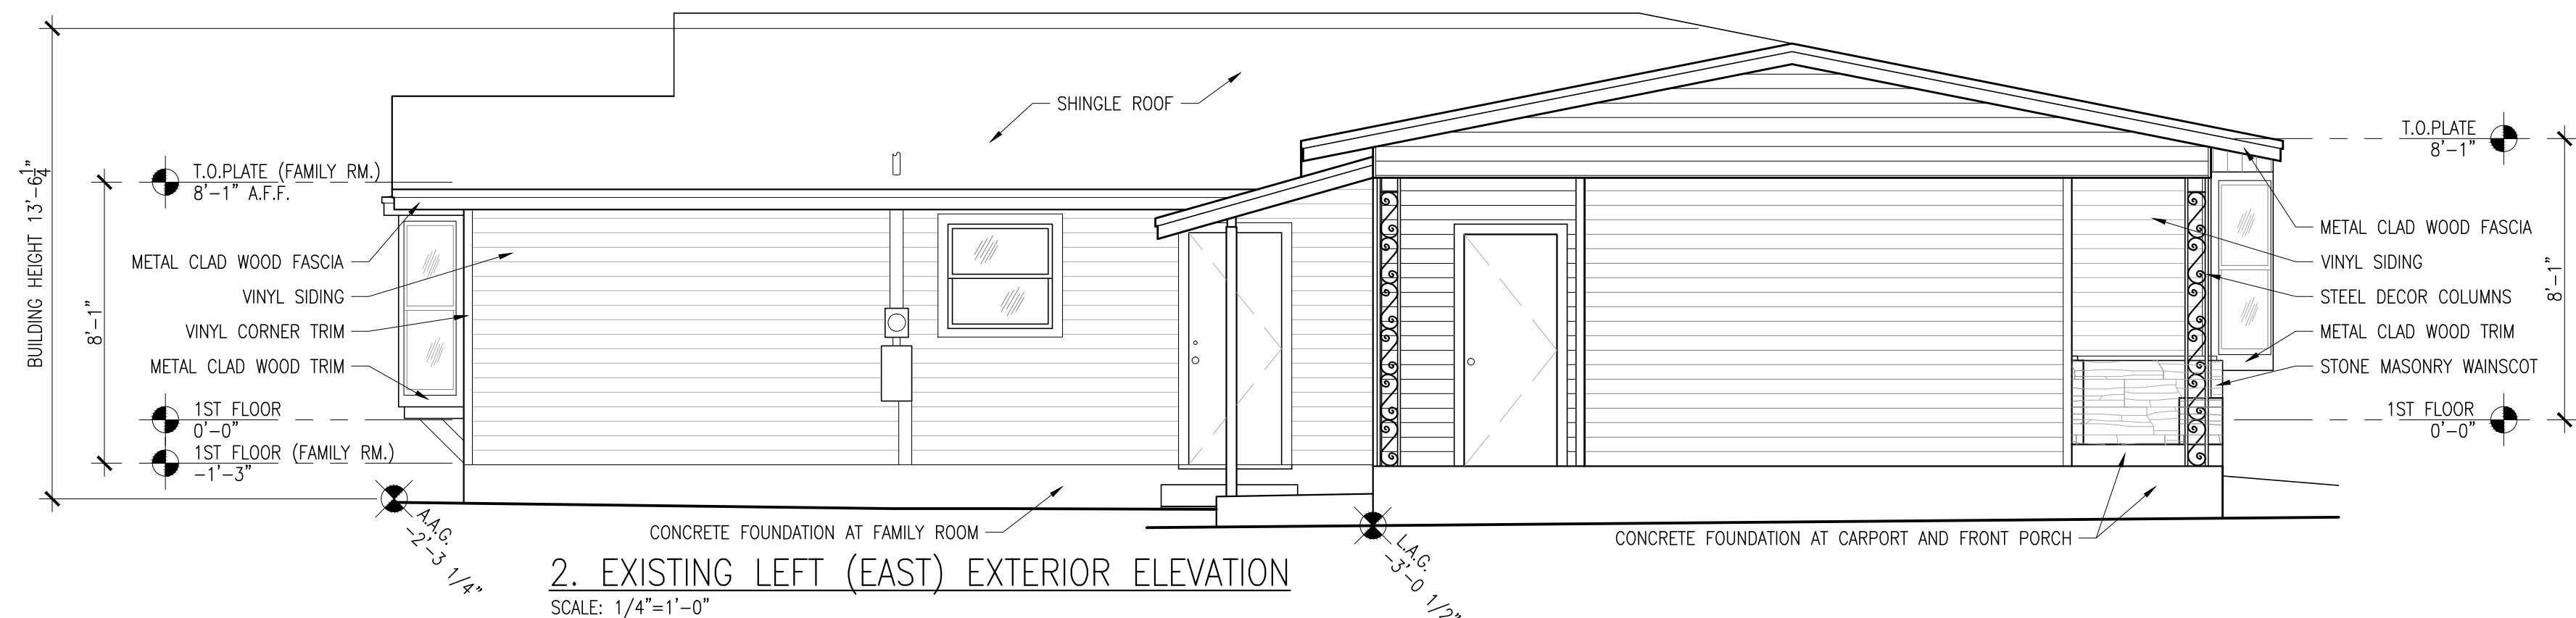 BUILDING HEIGHT 13'-6 1/4"
8'-1"
T.O.PLATE (FAMILY RM.)
8'-1" A.F.F.
METAL CLAD WOOD FASCIA
VINYL SIDING
VINYL CORNER TRIM
METAL CLAD WOOD TRIM
1ST FLOOR
0'-0"
1ST FLOOR (FAMILY RM.)
-1'-3"
A.A.G.
-2'-3 1/4"
SHINGLE ROOF
CONCRETE FOUNDATION AT FAMILY ROOM
L.A.G.
-3'-0 1/2"
CONCRETE FOUNDATION AT CARPORT AND FRONT PORCH
T.O.PLATE
8'-1"
METAL CLAD WOOD FASCIA
VINYL SIDING
STEEL DECOR COLUMNS
METAL CLAD WOOD TRIM
STONE MASONRY WAINSCOT
1ST FLOOR
0'-0"
8'-1"
2. EXISTING LEFT (EAST) EXTERIOR ELEVATION
SCALE: 1/4"=1'-0"